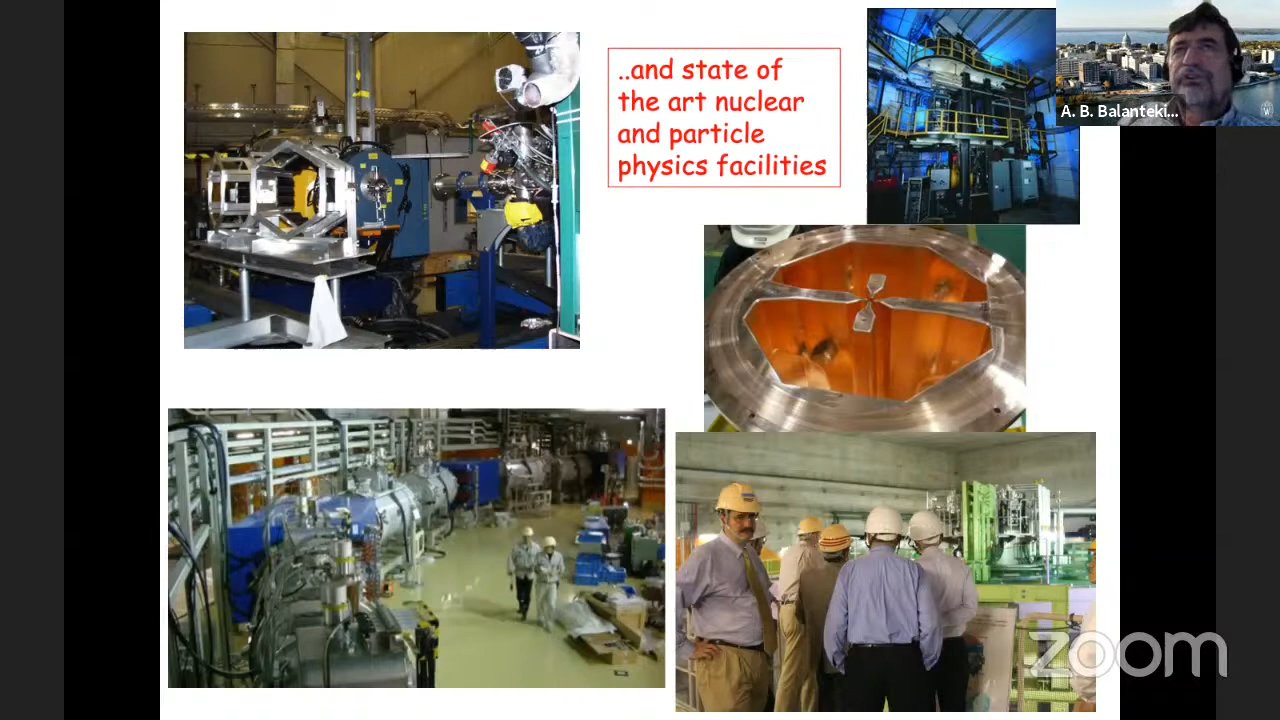 ..and state of
the art nuclear
and particle
physics facilities
A. B. Balanteki...
zoom